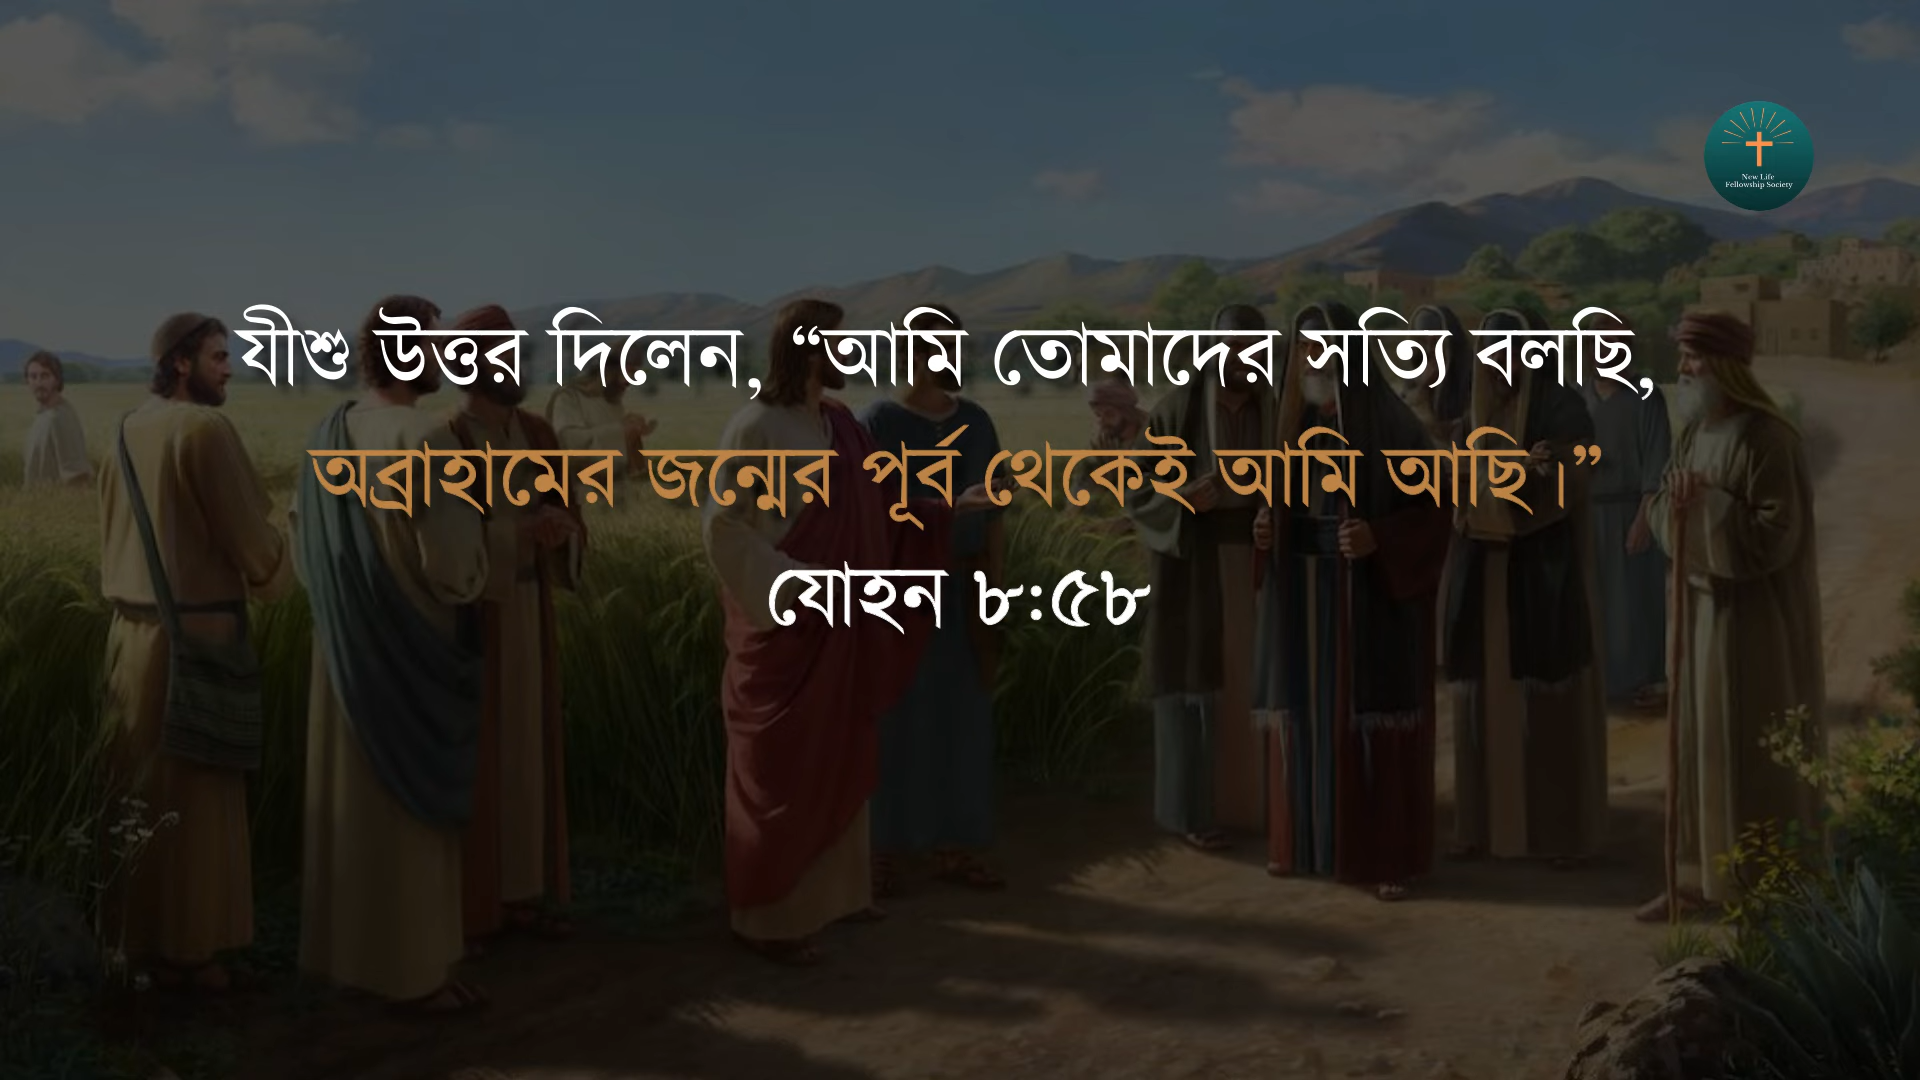 New Life
Fellowship Society
যীশু উত্তর দিলেন, “আমি তোমাদের সত্যি বলছি,
অব্রাহামের জন্মের পূর্ব থেকেই আমি আছি।”
যোহন ৮:৫৮